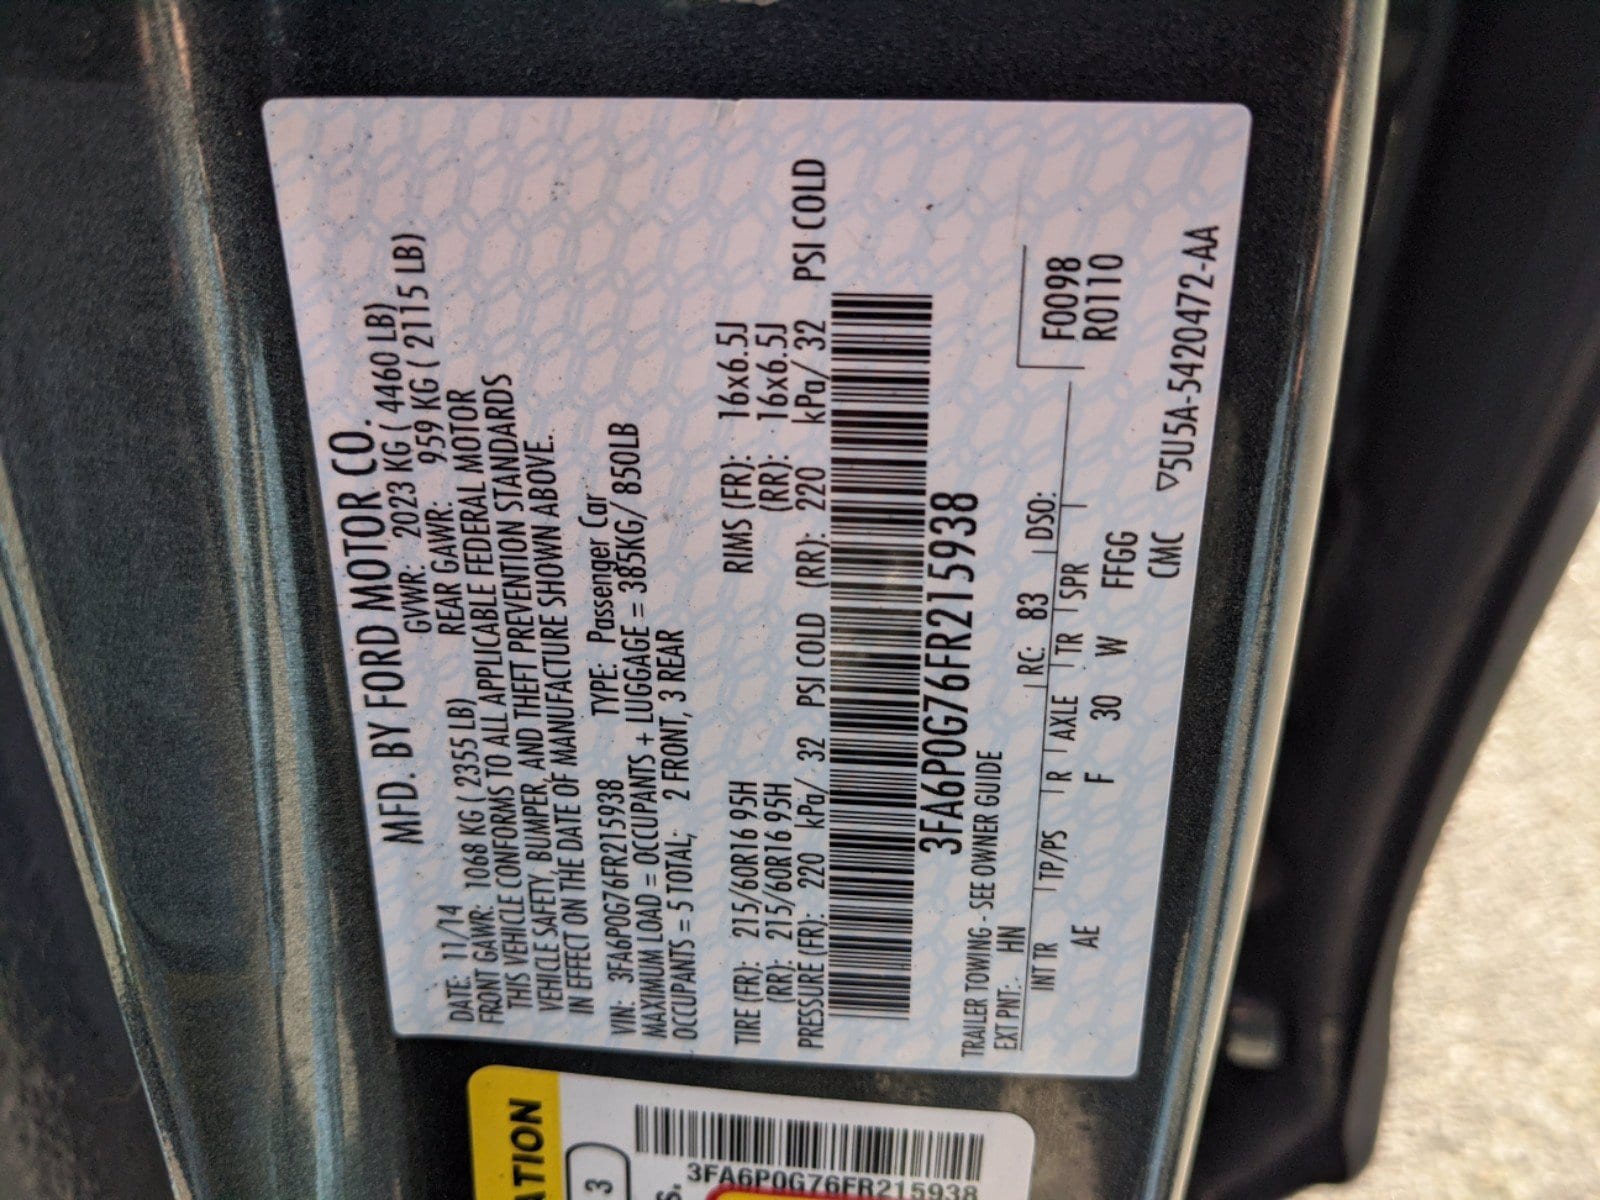 MFD. BY FORD MOTOR CO.
DATE: 11/14 GVWR: 2023 KG ( 4460 LB)
FRONT GAWR: 1068 KG ( 2355 LB) REAR GAWR: 959 KG ( 2115 LB)
THIS VEHICLE CONFORMS TO ALL APPLICABLE FEDERAL MOTOR
VEHICLE SAFETY, BUMPER, AND THEFT PREVENTION STANDARDS
IN EFFECT ON THE DATE OF MANUFACTURE SHOWN ABOVE.
VIN: 3FA6P0G76FR215938 TYPE: Passenger Car
MAXIMUM LOAD = OCCUPANTS + LUGGAGE = 385KG/ 850LB
OCCUPANTS = 5 TOTAL; 2 FRONT, 3 REAR
TIRE (FR): 215/60R16 95H RIMS (FR): 16x6.5J
(RR): 215/60R16 95H (RR): 16x6.5J
PRESSURE (FR): 220 kPa/ 32 PSI COLD (RR): 220 kPa/ 32 PSI COLD
3FA6P0G76FR215938
TRAILER TOWING - SEE OWNER GUIDE
EXT PNT: HN RC: 83 DSO: F0098
R0110
INT TR TP/PS R AXLE TR SPR
AE F 30 W FFGG
CMC ▽5U5A-5420472-AA
ATION
3
S.
3FA6P0G76FR215938